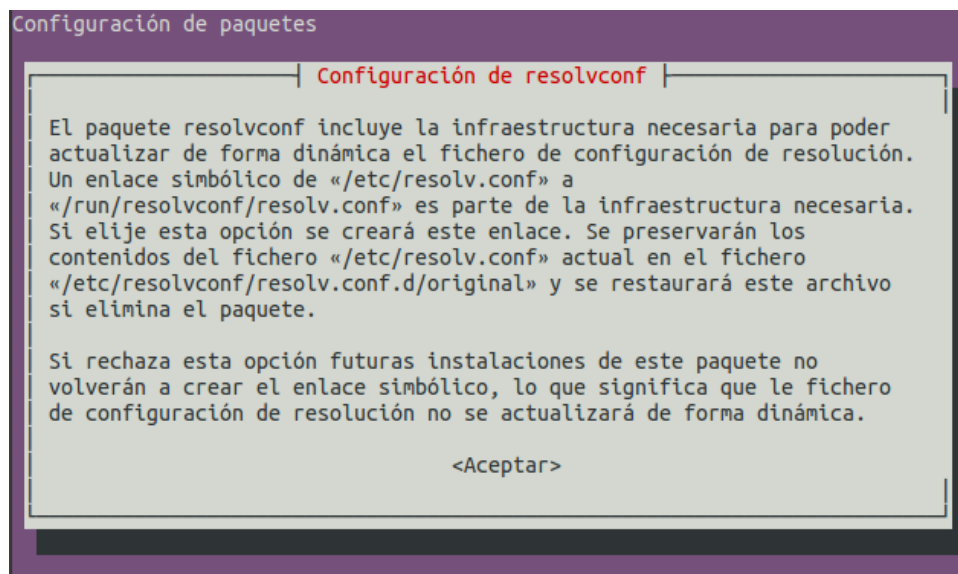 Configuración de paquetes
Configuración de resolvconf
El paquete resolvconf incluye la infraestructura necesaria para poder
actualizar de forma dinámica el fichero de configuración de resolución.
Un enlace simbólico de «/etc/resolv.conf» a
«/run/resolvconf/resolv.conf» es parte de la infraestructura necesaria.
Si elije esta opción se creará este enlace. Se preservarán los
contenidos del fichero «/etc/resolv.conf» actual en el fichero
«/etc/resolvconf/resolv.conf.d/original» y se restaurará este archivo
si elimina el paquete.
Si rechaza esta opción futuras instalaciones de este paquete no
volverán a crear el enlace simbólico, lo que significa que le fichero
de configuración de resolución no se actualizará de forma dinámica.
<Aceptar>